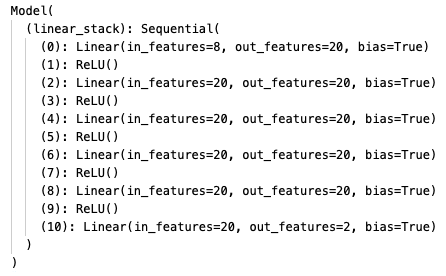 Model(
  (linear_stack): Sequential(
    (0): Linear(in_features=8, out_features=20, bias=True)
    (1): ReLU()
    (2): Linear(in_features=20, out_features=20, bias=True)
    (3): ReLU()
    (4): Linear(in_features=20, out_features=20, bias=True)
    (5): ReLU()
    (6): Linear(in_features=20, out_features=20, bias=True)
    (7): ReLU()
    (8): Linear(in_features=20, out_features=20, bias=True)
    (9): ReLU()
    (10): Linear(in_features=20, out_features=2, bias=True)
  )
)